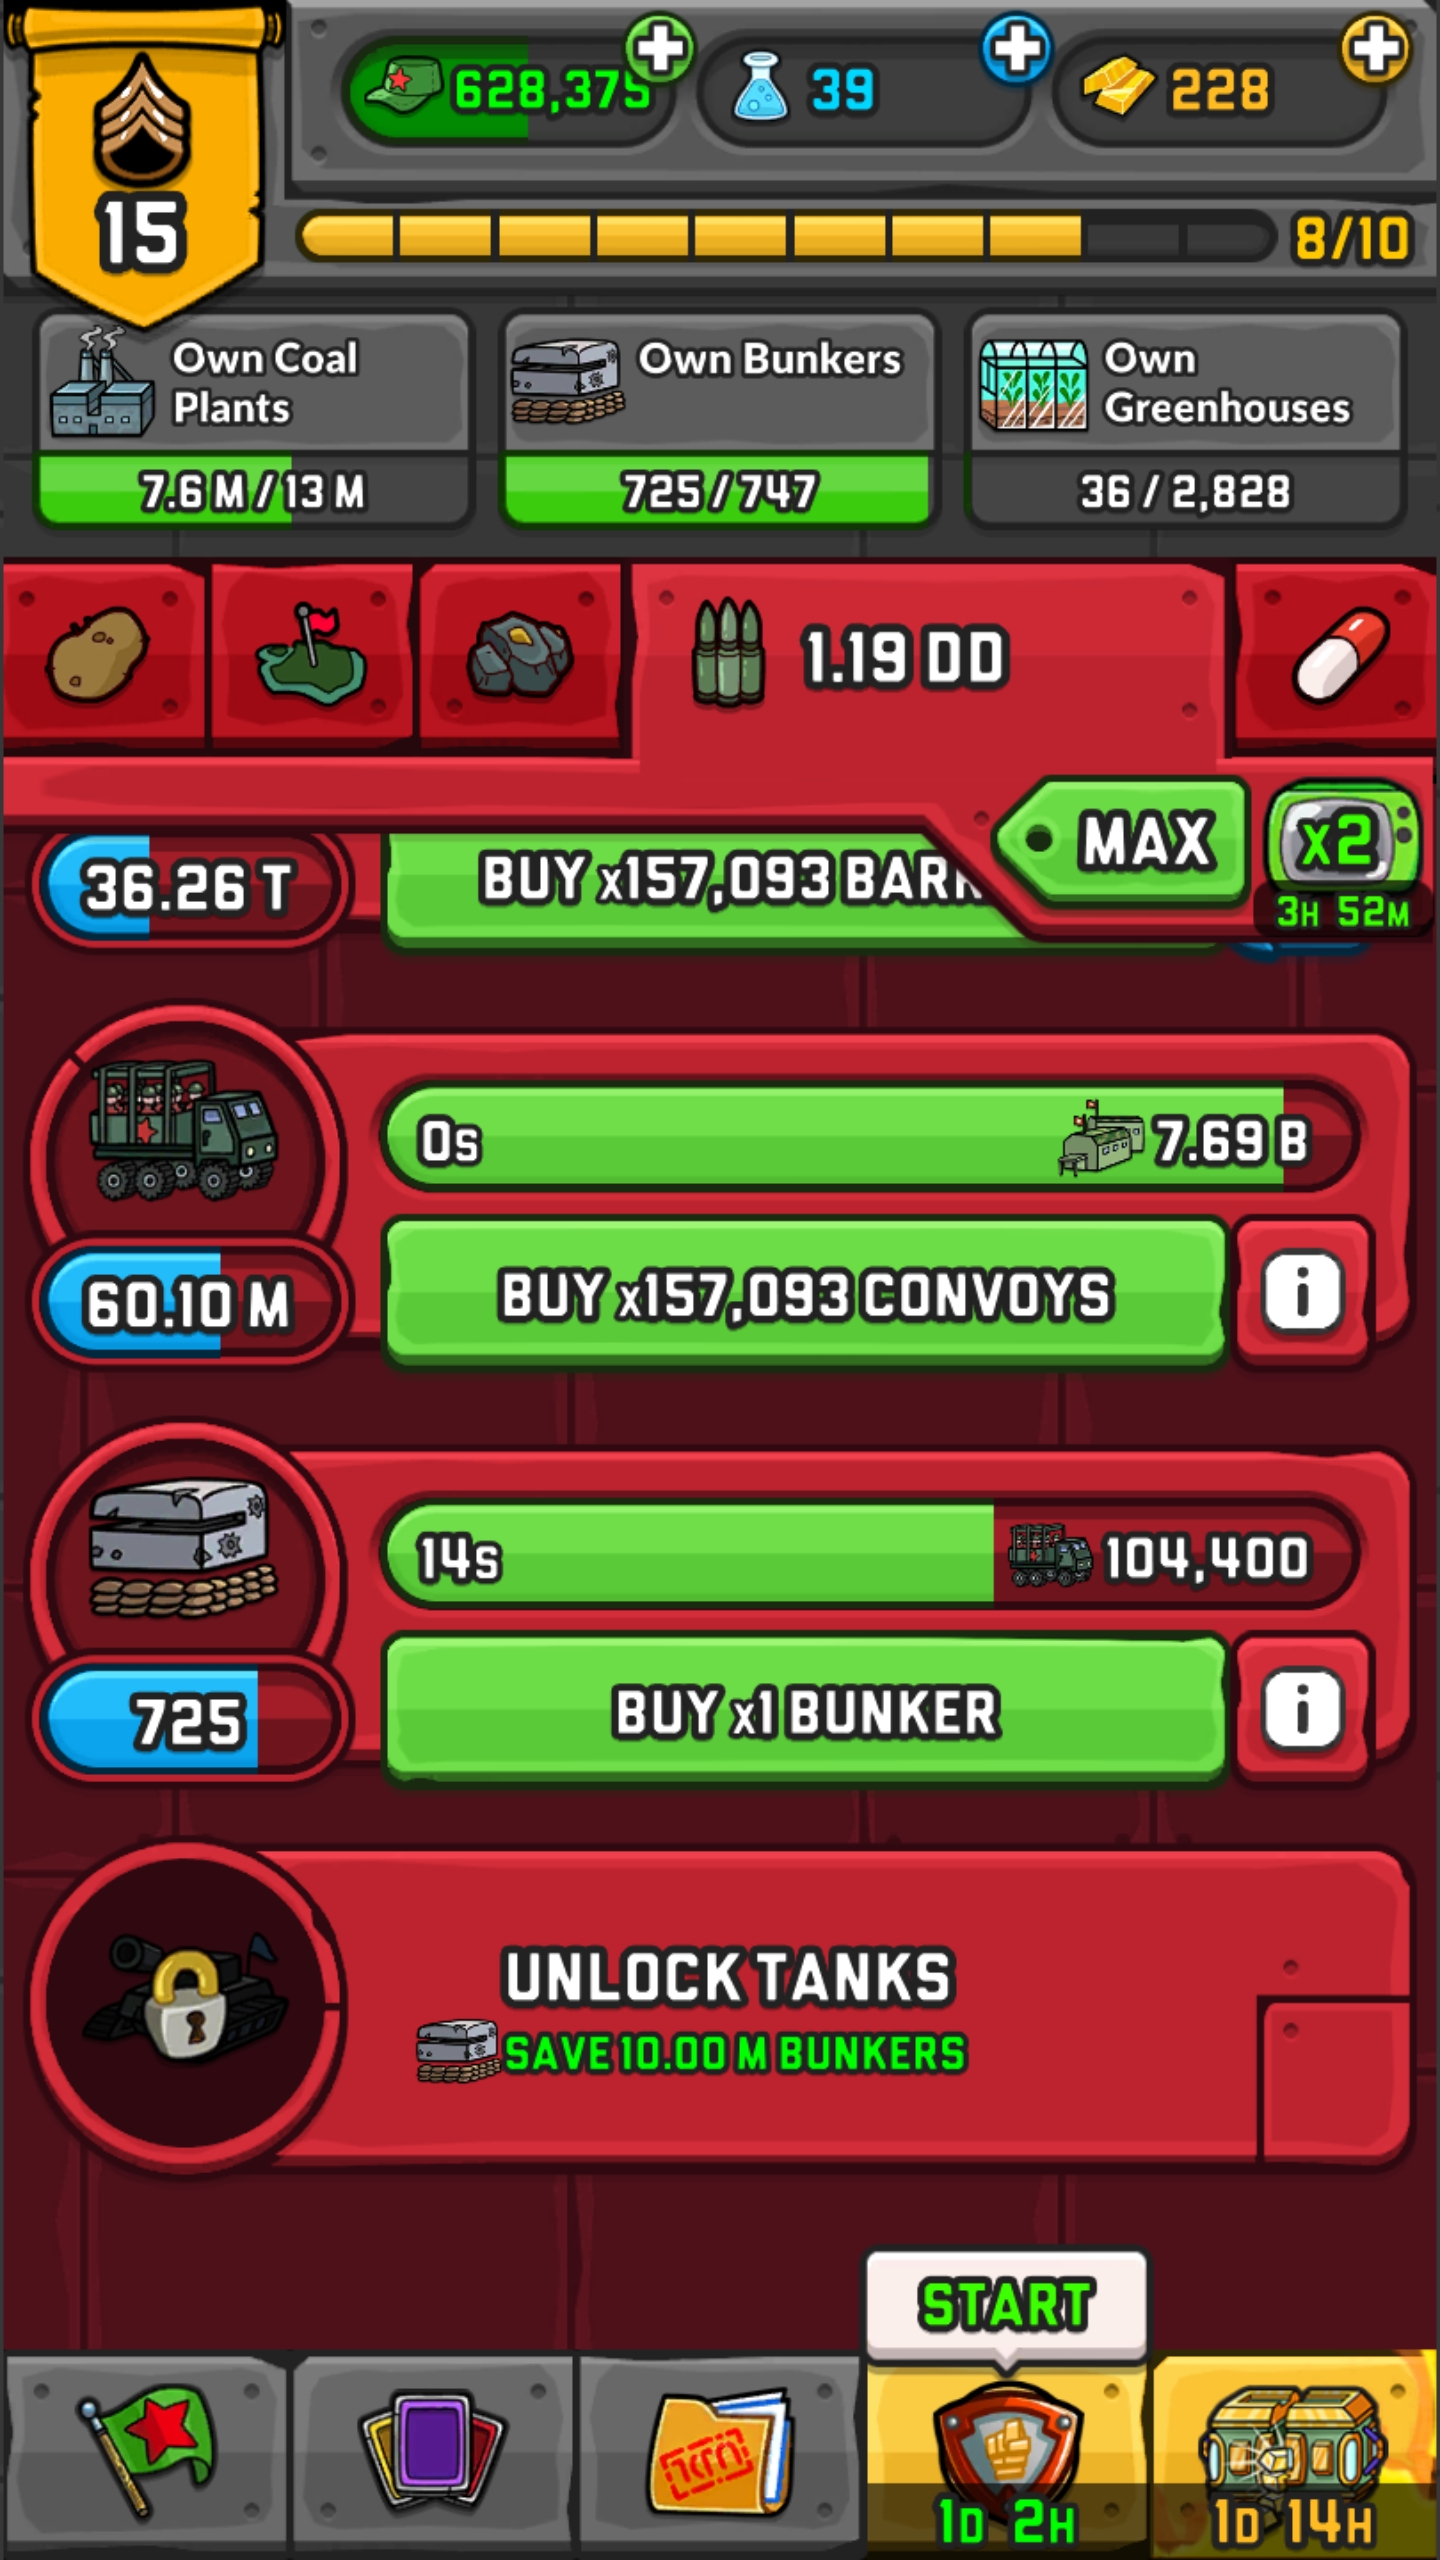 15
628,375
39
228
8/10
Own Coal
Plants
7.6 M / 13 M
Own Bunkers
725 / 747
Own
Greenhouses
36 / 2,828
1.19 DD
MAX
x2
3H 52M
36.26 T
BUY x157,093
0s
7.69 B
60.10 M
BUY x157,093 CONVOYS
i
14s
104,400
725
BUY x1 BUNKER
i
UNLOCK TANKS
SAVE 10.00 M BUNKERS
START
1D 2H
1D 14H